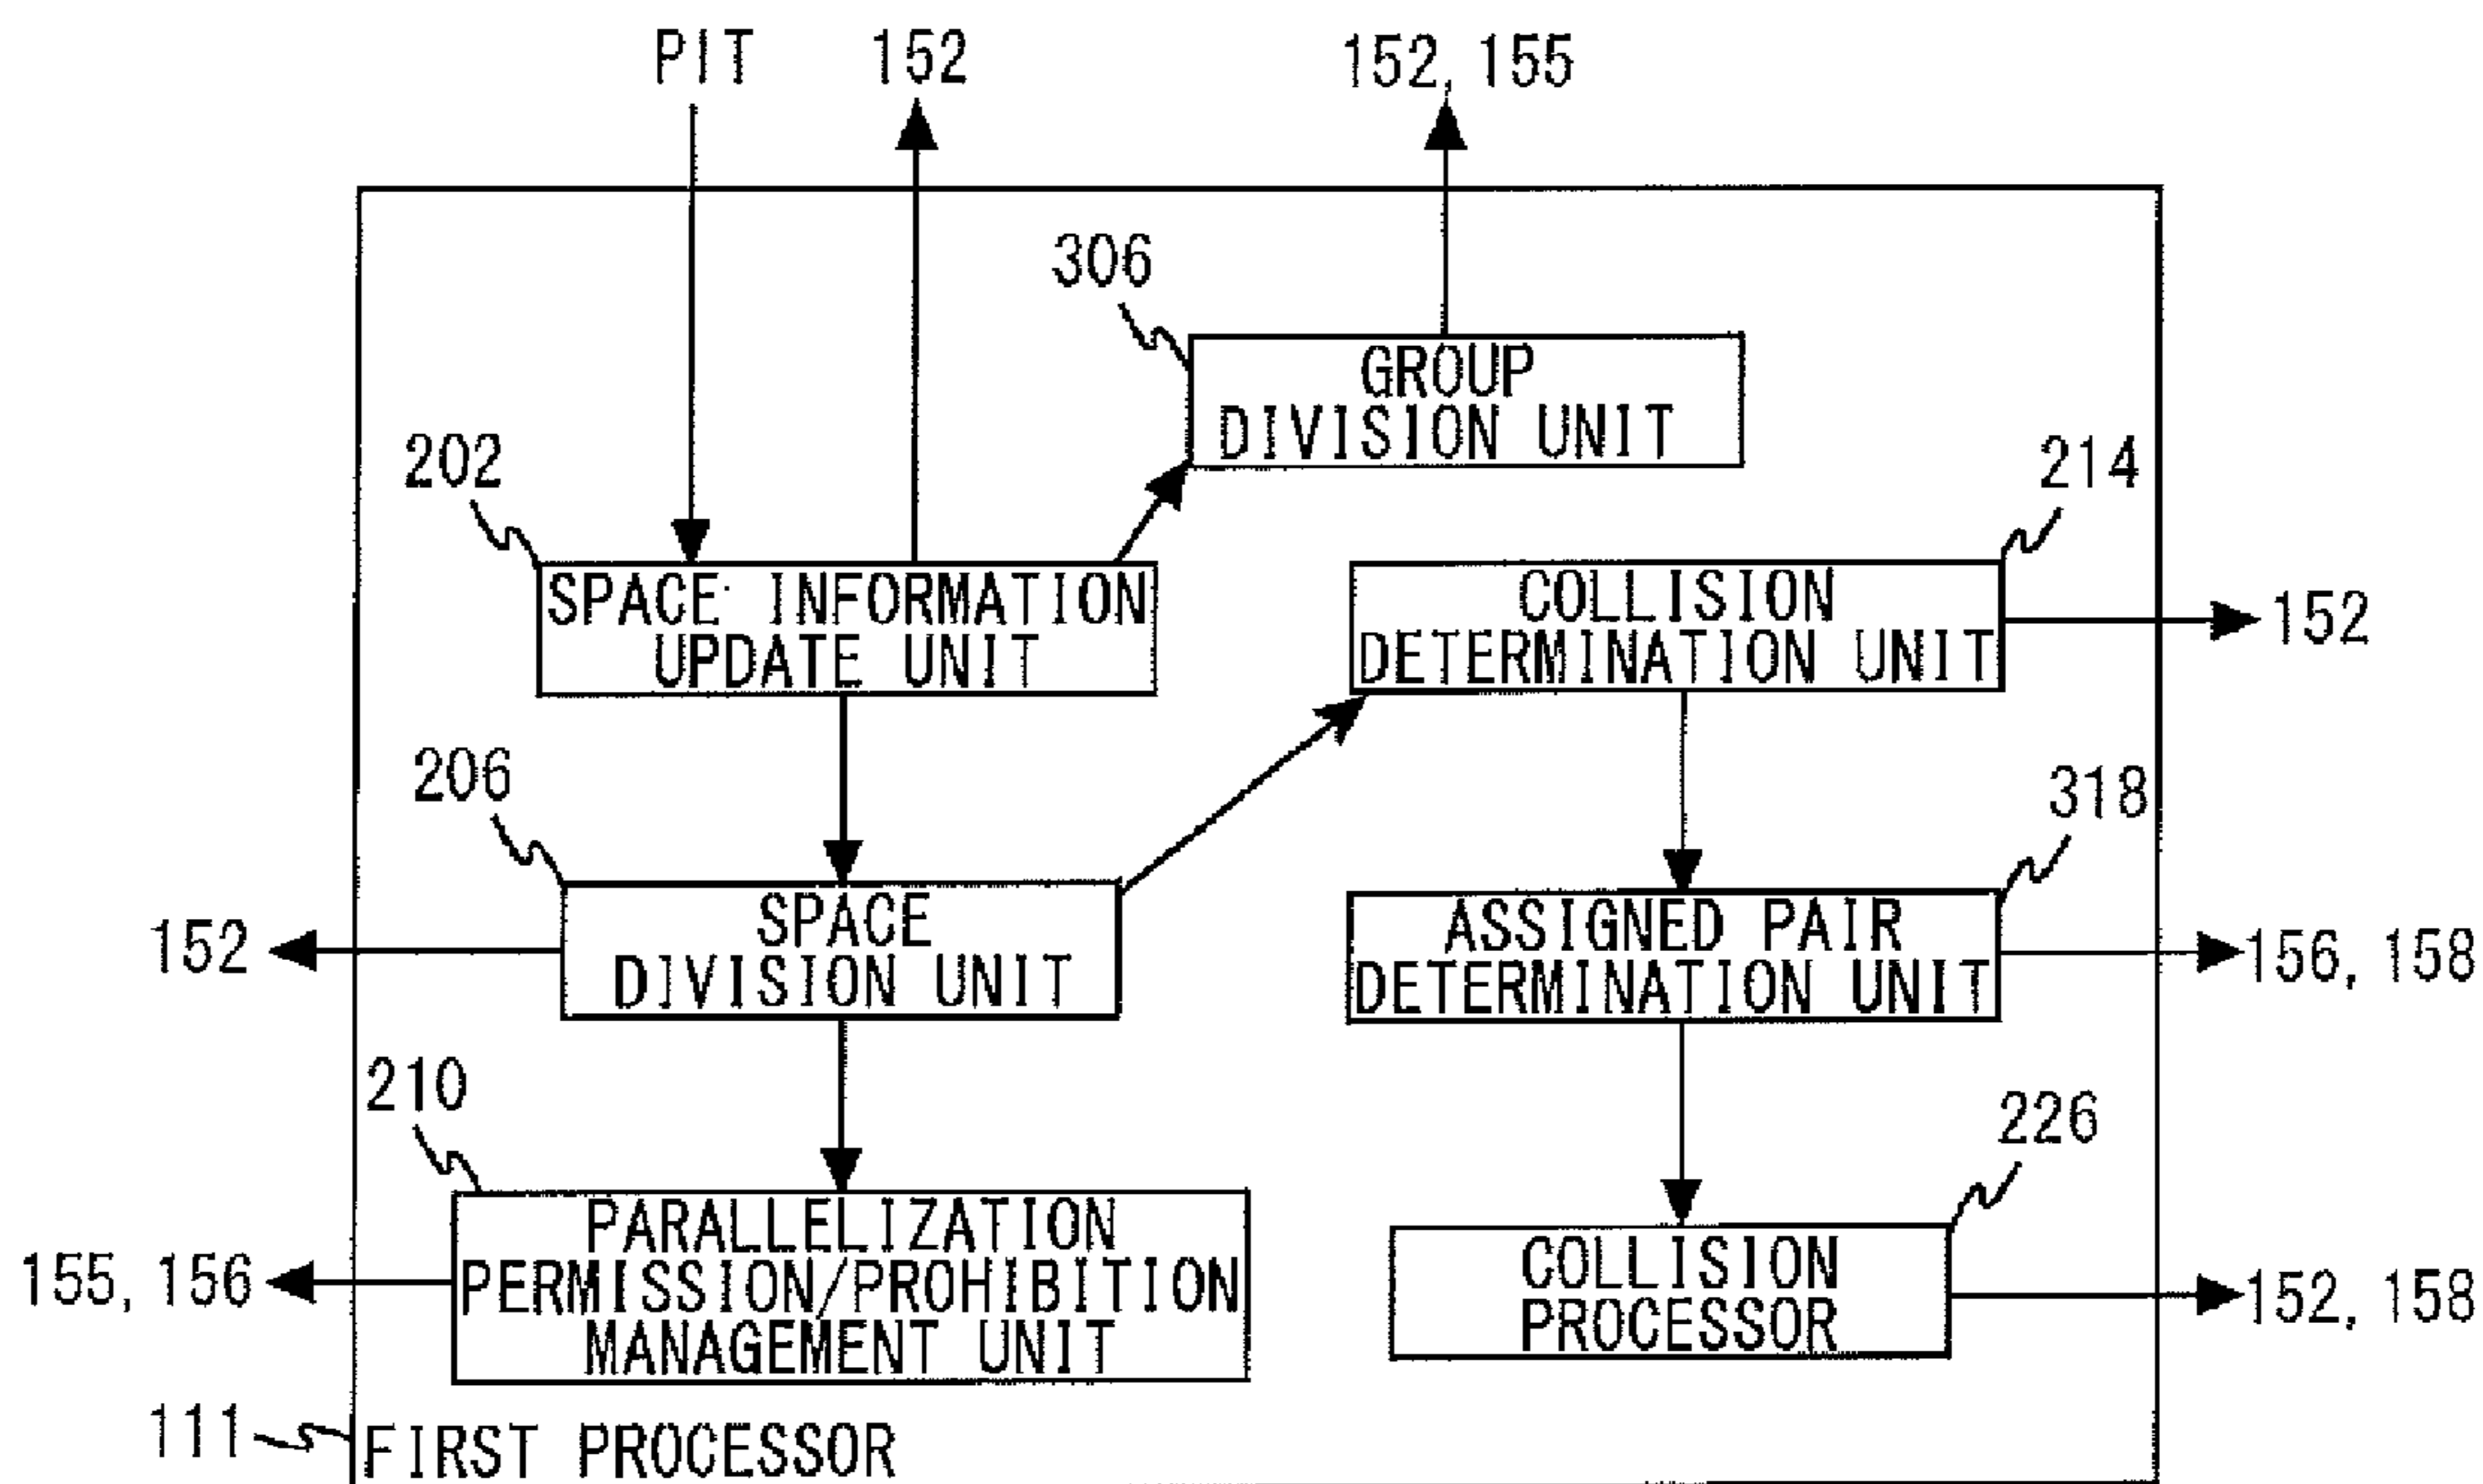 PIT
152
152, 155
306
GROUP
DIVISION UNIT
202
214
SPACE INFORMATION
UPDATE UNIT
COLLISION
DETERMINATION UNIT
152
206
318
152
SPACE
DIVISION UNIT
ASSIGNED PAIR
DETERMINATION UNIT
156, 158
210
226
155, 156
PARALLELIZATION
PERMISSION/PROHIBITION
MANAGEMENT UNIT
COLLISION
PROCESSOR
152, 158
111
FIRST PROCESSOR